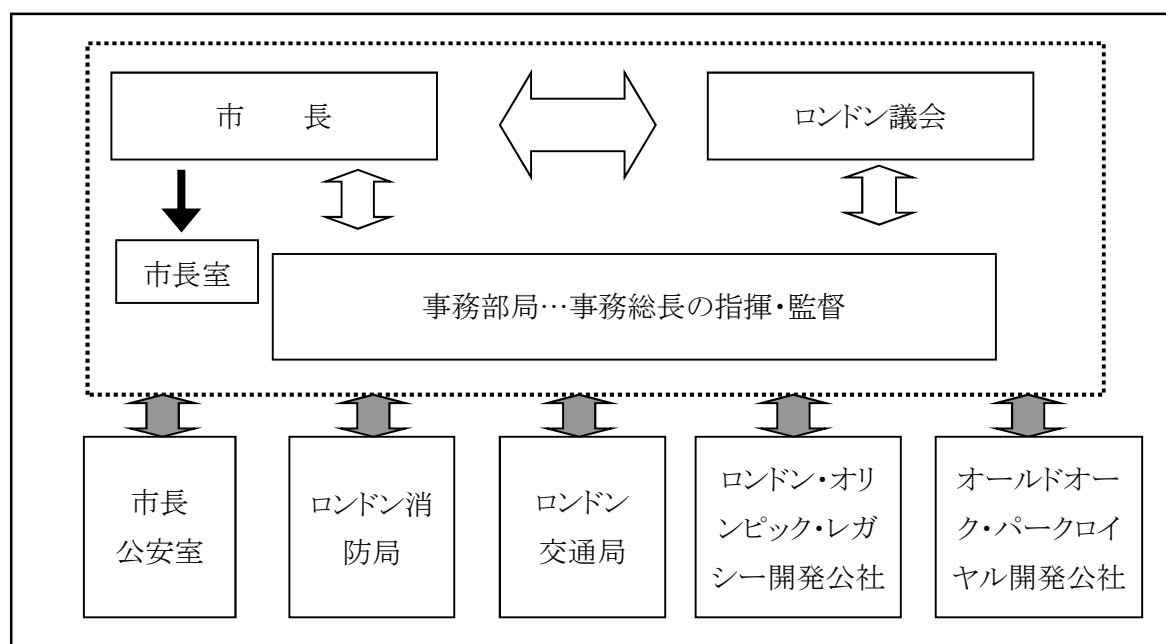 市　　長
ロンドン議会
市長室
事務部局…事務総長の指揮・監督
市長
公安室
ロンドン消
防局
ロンドン
交通局
ロンドン・オリ
ンピック・レガ
シー開発公社
オールドオー
ク・パークロイ
ヤル開発公社